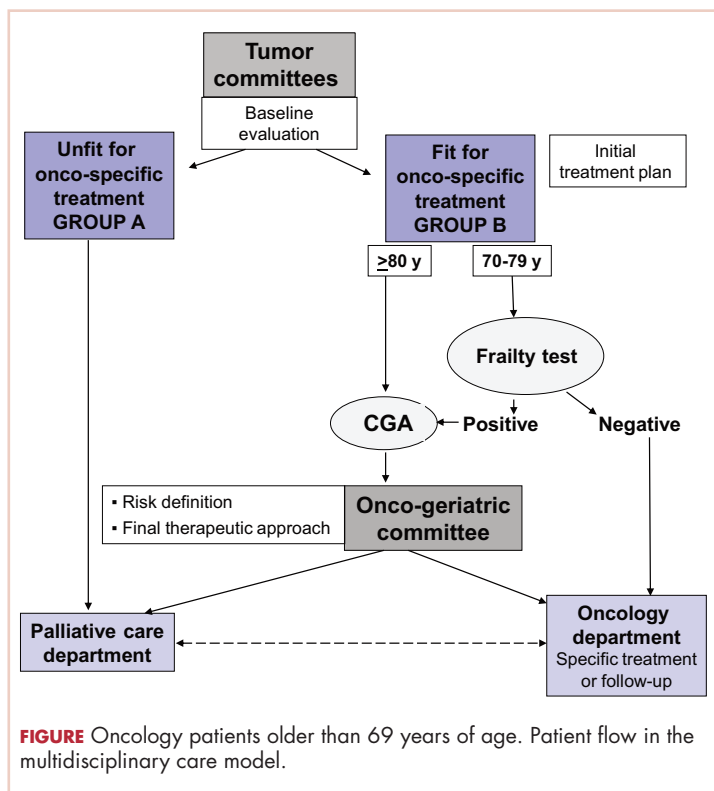 Tumor
committees
Baseline
evaluation
Unfit for
onco-specific
treatment
GROUP A
Fit for
onco-specific
treatment
GROUP B
Initial
treatment plan
≥80 y
70-79 y
Frailty test
CGA
Positive
Negative
▪ Risk definition
▪ Final therapeutic approach
Onco-geriatric
committee
Palliative care
department
Oncology
department
Specific treatment
or follow-up
FIGURE Oncology patients older than 69 years of age. Patient flow in the
multidisciplinary care model.